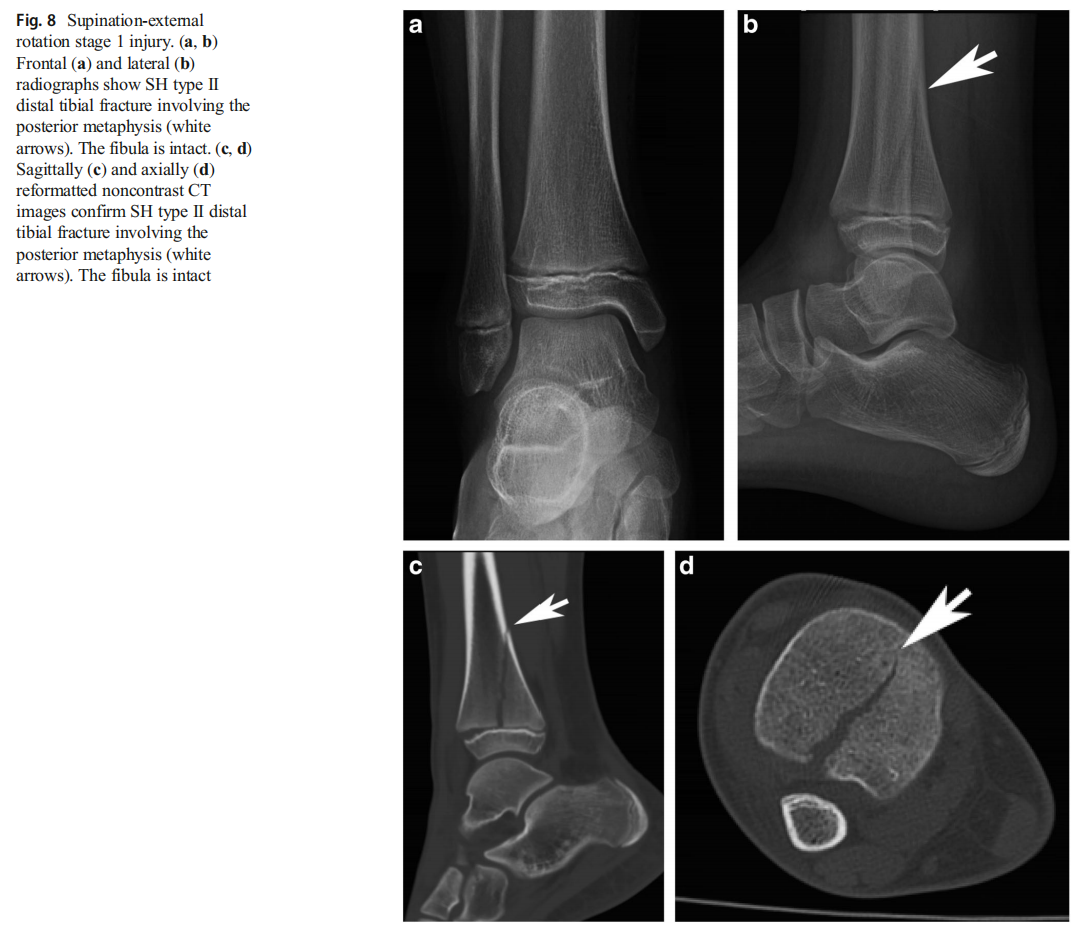 Fig. 8 Supination-external
rotation stage 1 injury. (a, b)
Frontal (a) and lateral (b)
radiographs show SH type II
distal tibial fracture involving the
posterior metaphysis (white
arrows). The fibula is intact. (c, d)
Sagittally (c) and axially (d)
reformatted noncontrast CT
images confirm SH type II distal
tibial fracture involving the
posterior metaphysis (white
arrows). The fibula is intact
a
b
c
d